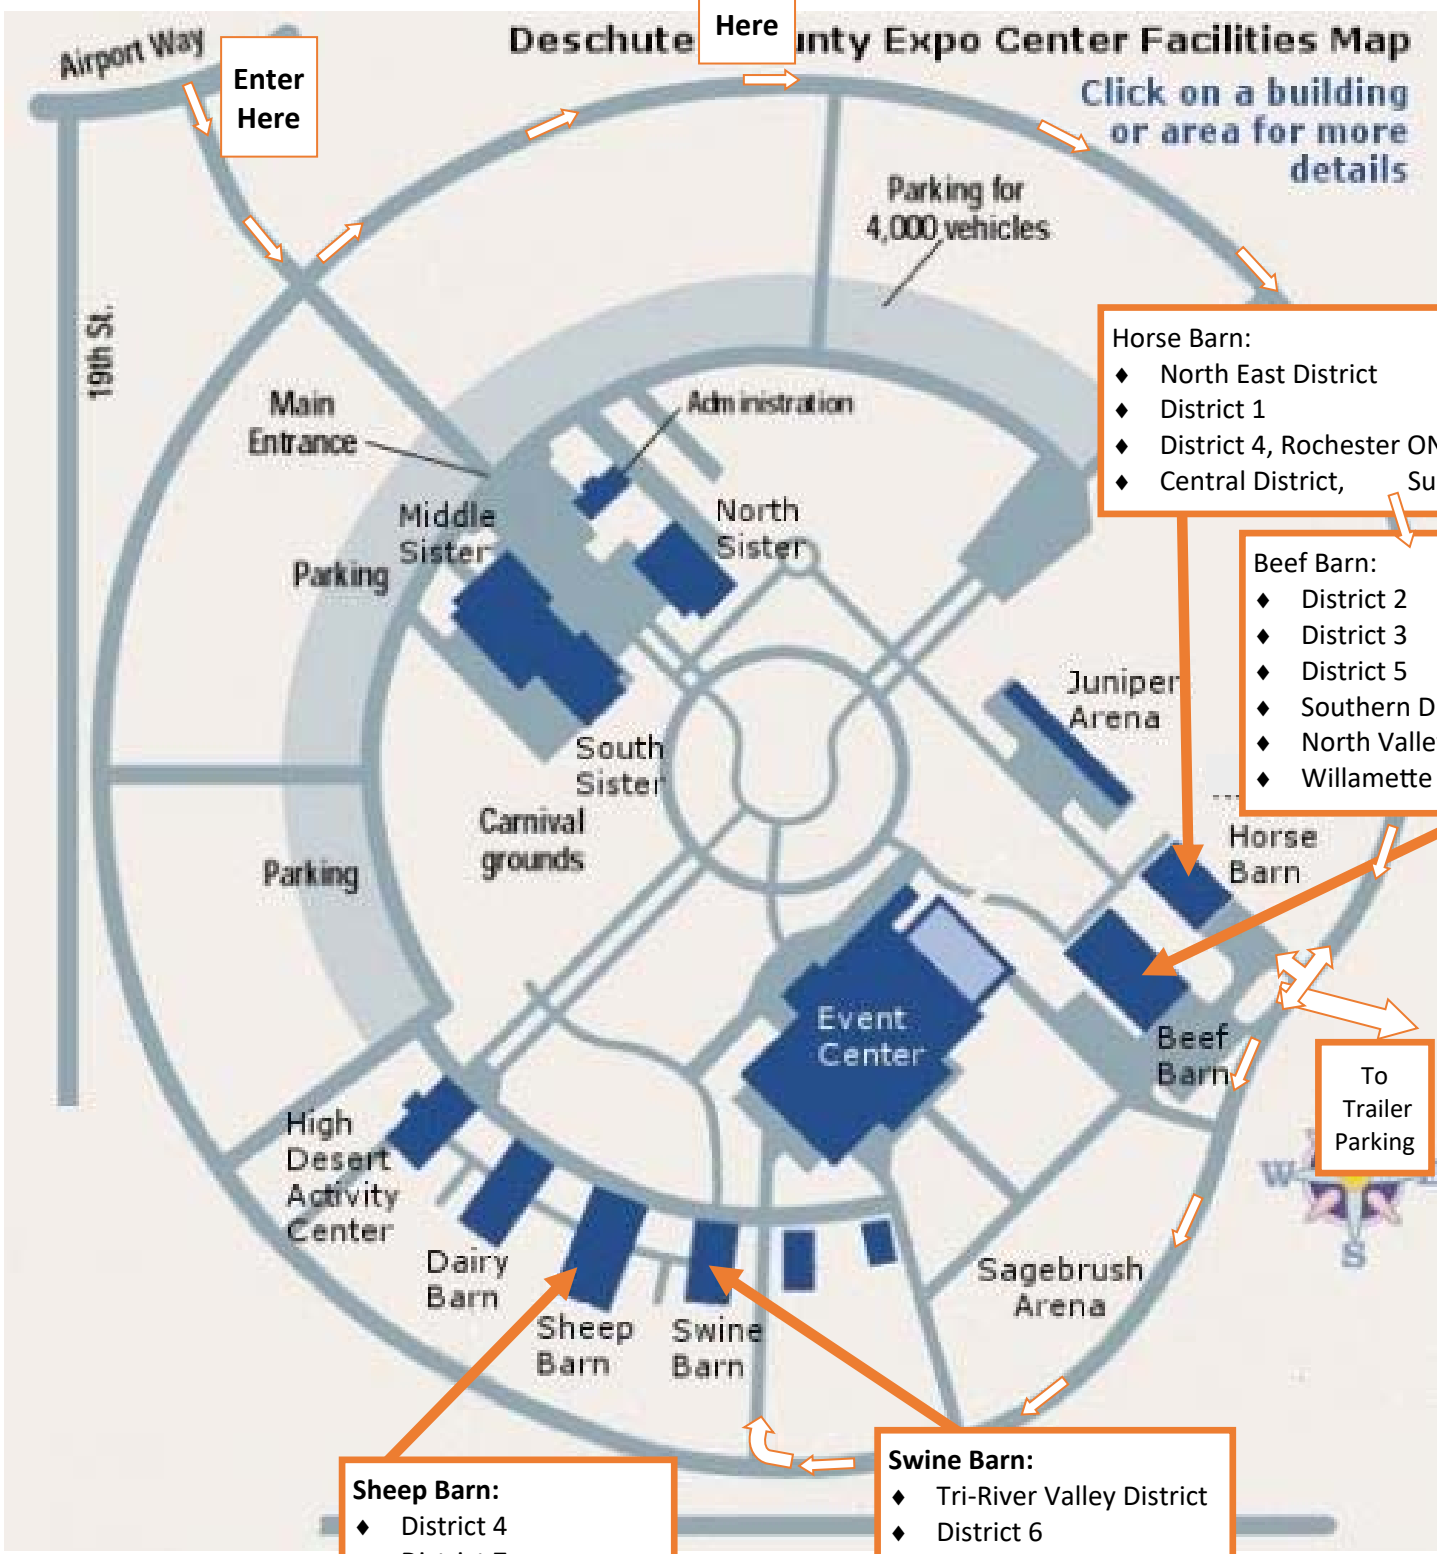 Here
Deschute unty Expo Center Facilities Map
Airport Way
Enter
Here
Click on a building
or area for more
details
Parking for
4,000 vehicles
19th St.
Horse Barn:
♦ North East District
♦ District 1
♦ District 4, Rochester ON
♦ Central District, Su
Main
Entrance
Administration
Middle
Sister
North
Sister
Parking
Beef Barn:
♦ District 2
♦ District 3
♦ District 5
♦ Southern D
♦ North Valle
♦ Willamette
Juniper
Arena
South
Sister
Carnival
grounds
Horse
Barn
Parking
Event
Center
Beef
Barn
To
Trailer
Parking
High
Desert
Activity
Center
W
S
Dairy
Barn
Sagebrush
Arena
Sheep
Barn
Swine
Barn
Swine Barn:
♦ Tri-River Valley District
♦ District 6
Sheep Barn:
♦ District 4